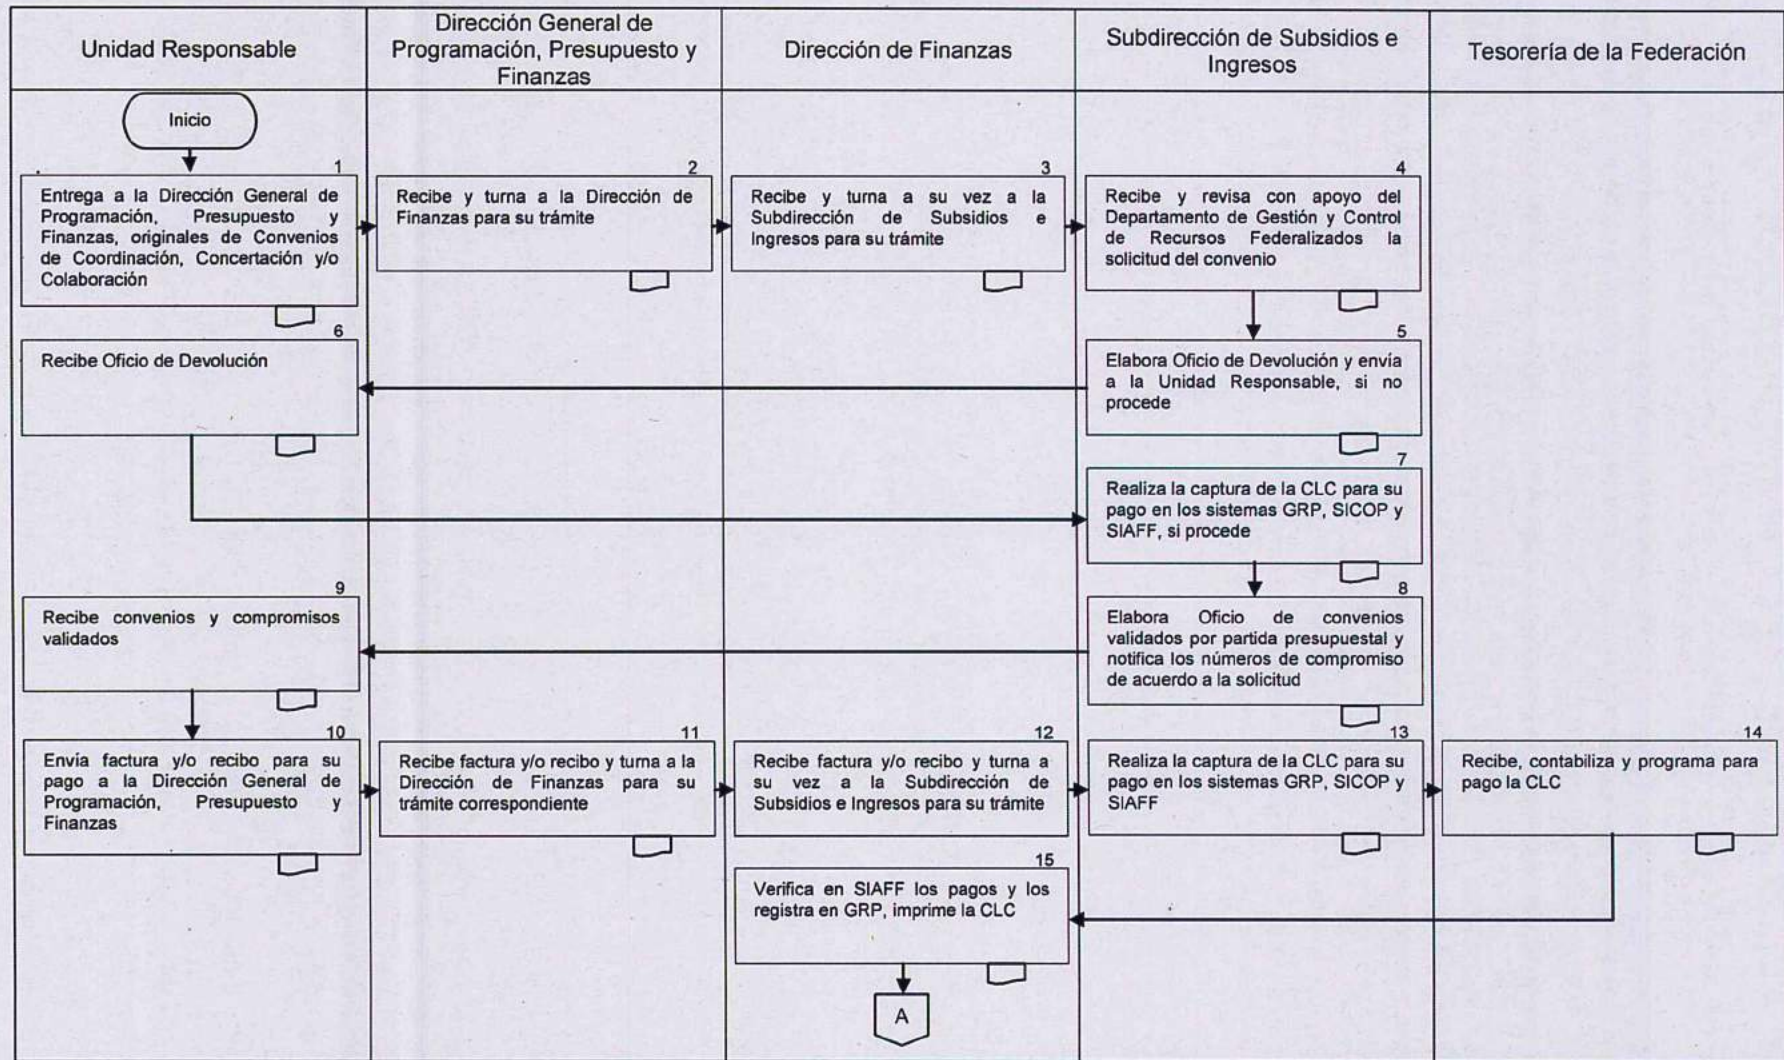 Unidad Responsable
Dirección General de
Programación, Presupuesto y
Finanzas
Dirección de Finanzas
Subdirección de Subsidios e
Ingresos
Tesorería de la Federación
Inicio
1
Entrega a la Dirección General de
Programación, Presupuesto y
Finanzas, originales de Convenios
de Coordinación, Concertación y/o
Colaboración
2
Recibe y turna a la Dirección de
Finanzas para su trámite
3
Recibe y turna a su vez a la
Subdirección de Subsidios e
Ingresos para su trámite
4
Recibe y revisa con apoyo del
Departamento de Gestión y Control
de Recursos Federalizados la
solicitud del convenio
6
Recibe Oficio de Devolución
5
Elabora Oficio de Devolución y envía
a la Unidad Responsable, si no
procede
7
Realiza la captura de la CLC para su
pago en los sistemas GRP, SICOP y
SIAFF, si procede
9
Recibe convenios y compromisos
validados
8
Elabora Oficio de convenios
validados por partida presupuestal y
notifica los números de compromiso
de acuerdo a la solicitud
10
Envía factura y/o recibo para su
pago a la Dirección General de
Programación, Presupuesto y
Finanzas
11
Recibe factura y/o recibo y turna a la
Dirección de Finanzas para su
trámite correspondiente
12
Recibe factura y/o recibo y turna a
su vez a la Subdirección de
Subsidios e Ingresos para su trámite
13
Realiza la captura de la CLC para su
pago en los sistemas GRP, SICOP y
SIAFF
14
Recibe, contabiliza y programa para
pago la CLC
15
Verifica en SIAFF los pagos y los
registra en GRP, imprime la CLC
A